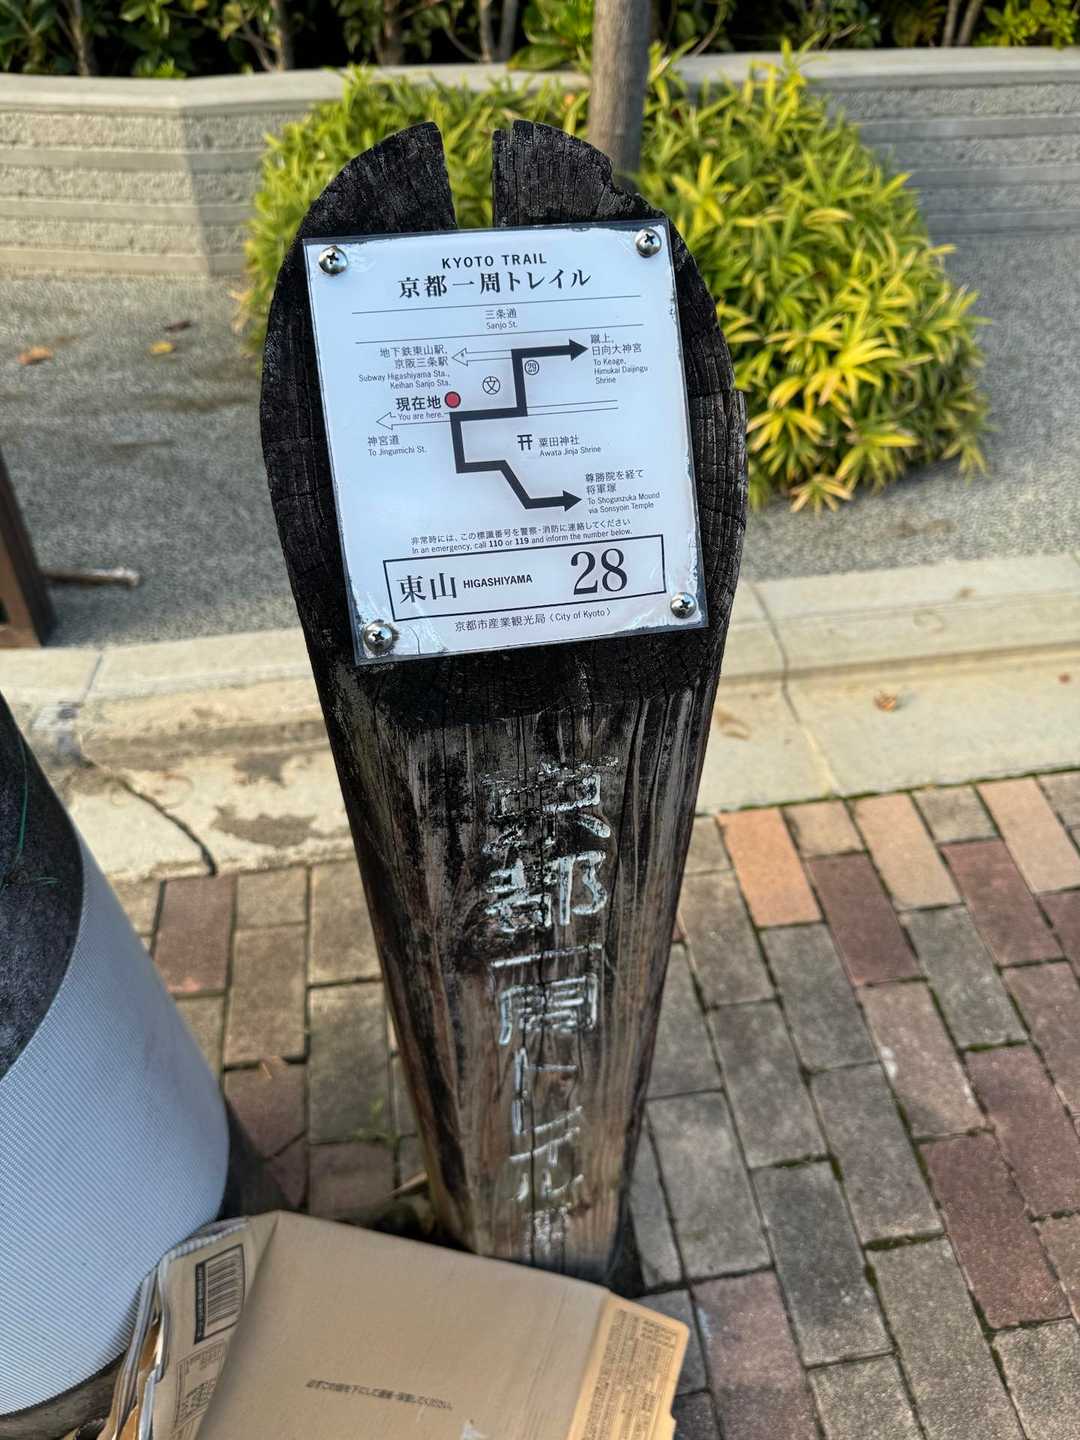 KYOTO TRAIL
京都一周トレイル
三条通
Sanjo St.
地下鉄東山駅,
京阪三条駅
Subway Higashiyama Sta.,
Keihan Sanjo Sta.
蹴上,
日向大神宮
To Keage,
Himukai Daijingu
Shrine
29
文
現在地
You are here.
神宮道
To Jingumichi St.
粟田神社
Awata Jinja Shrine
尊勝院を経て
将軍塚
To Shogunzuka Mound
via Sonsyoin Temple
非常時には、この標識番号を警察・消防に連絡してください
In an emergency, call 110 or 119 and inform the number below.
東山 HIGASHIYAMA 28
京都市産業観光局〈City of Kyoto〉
京都一周トレイル